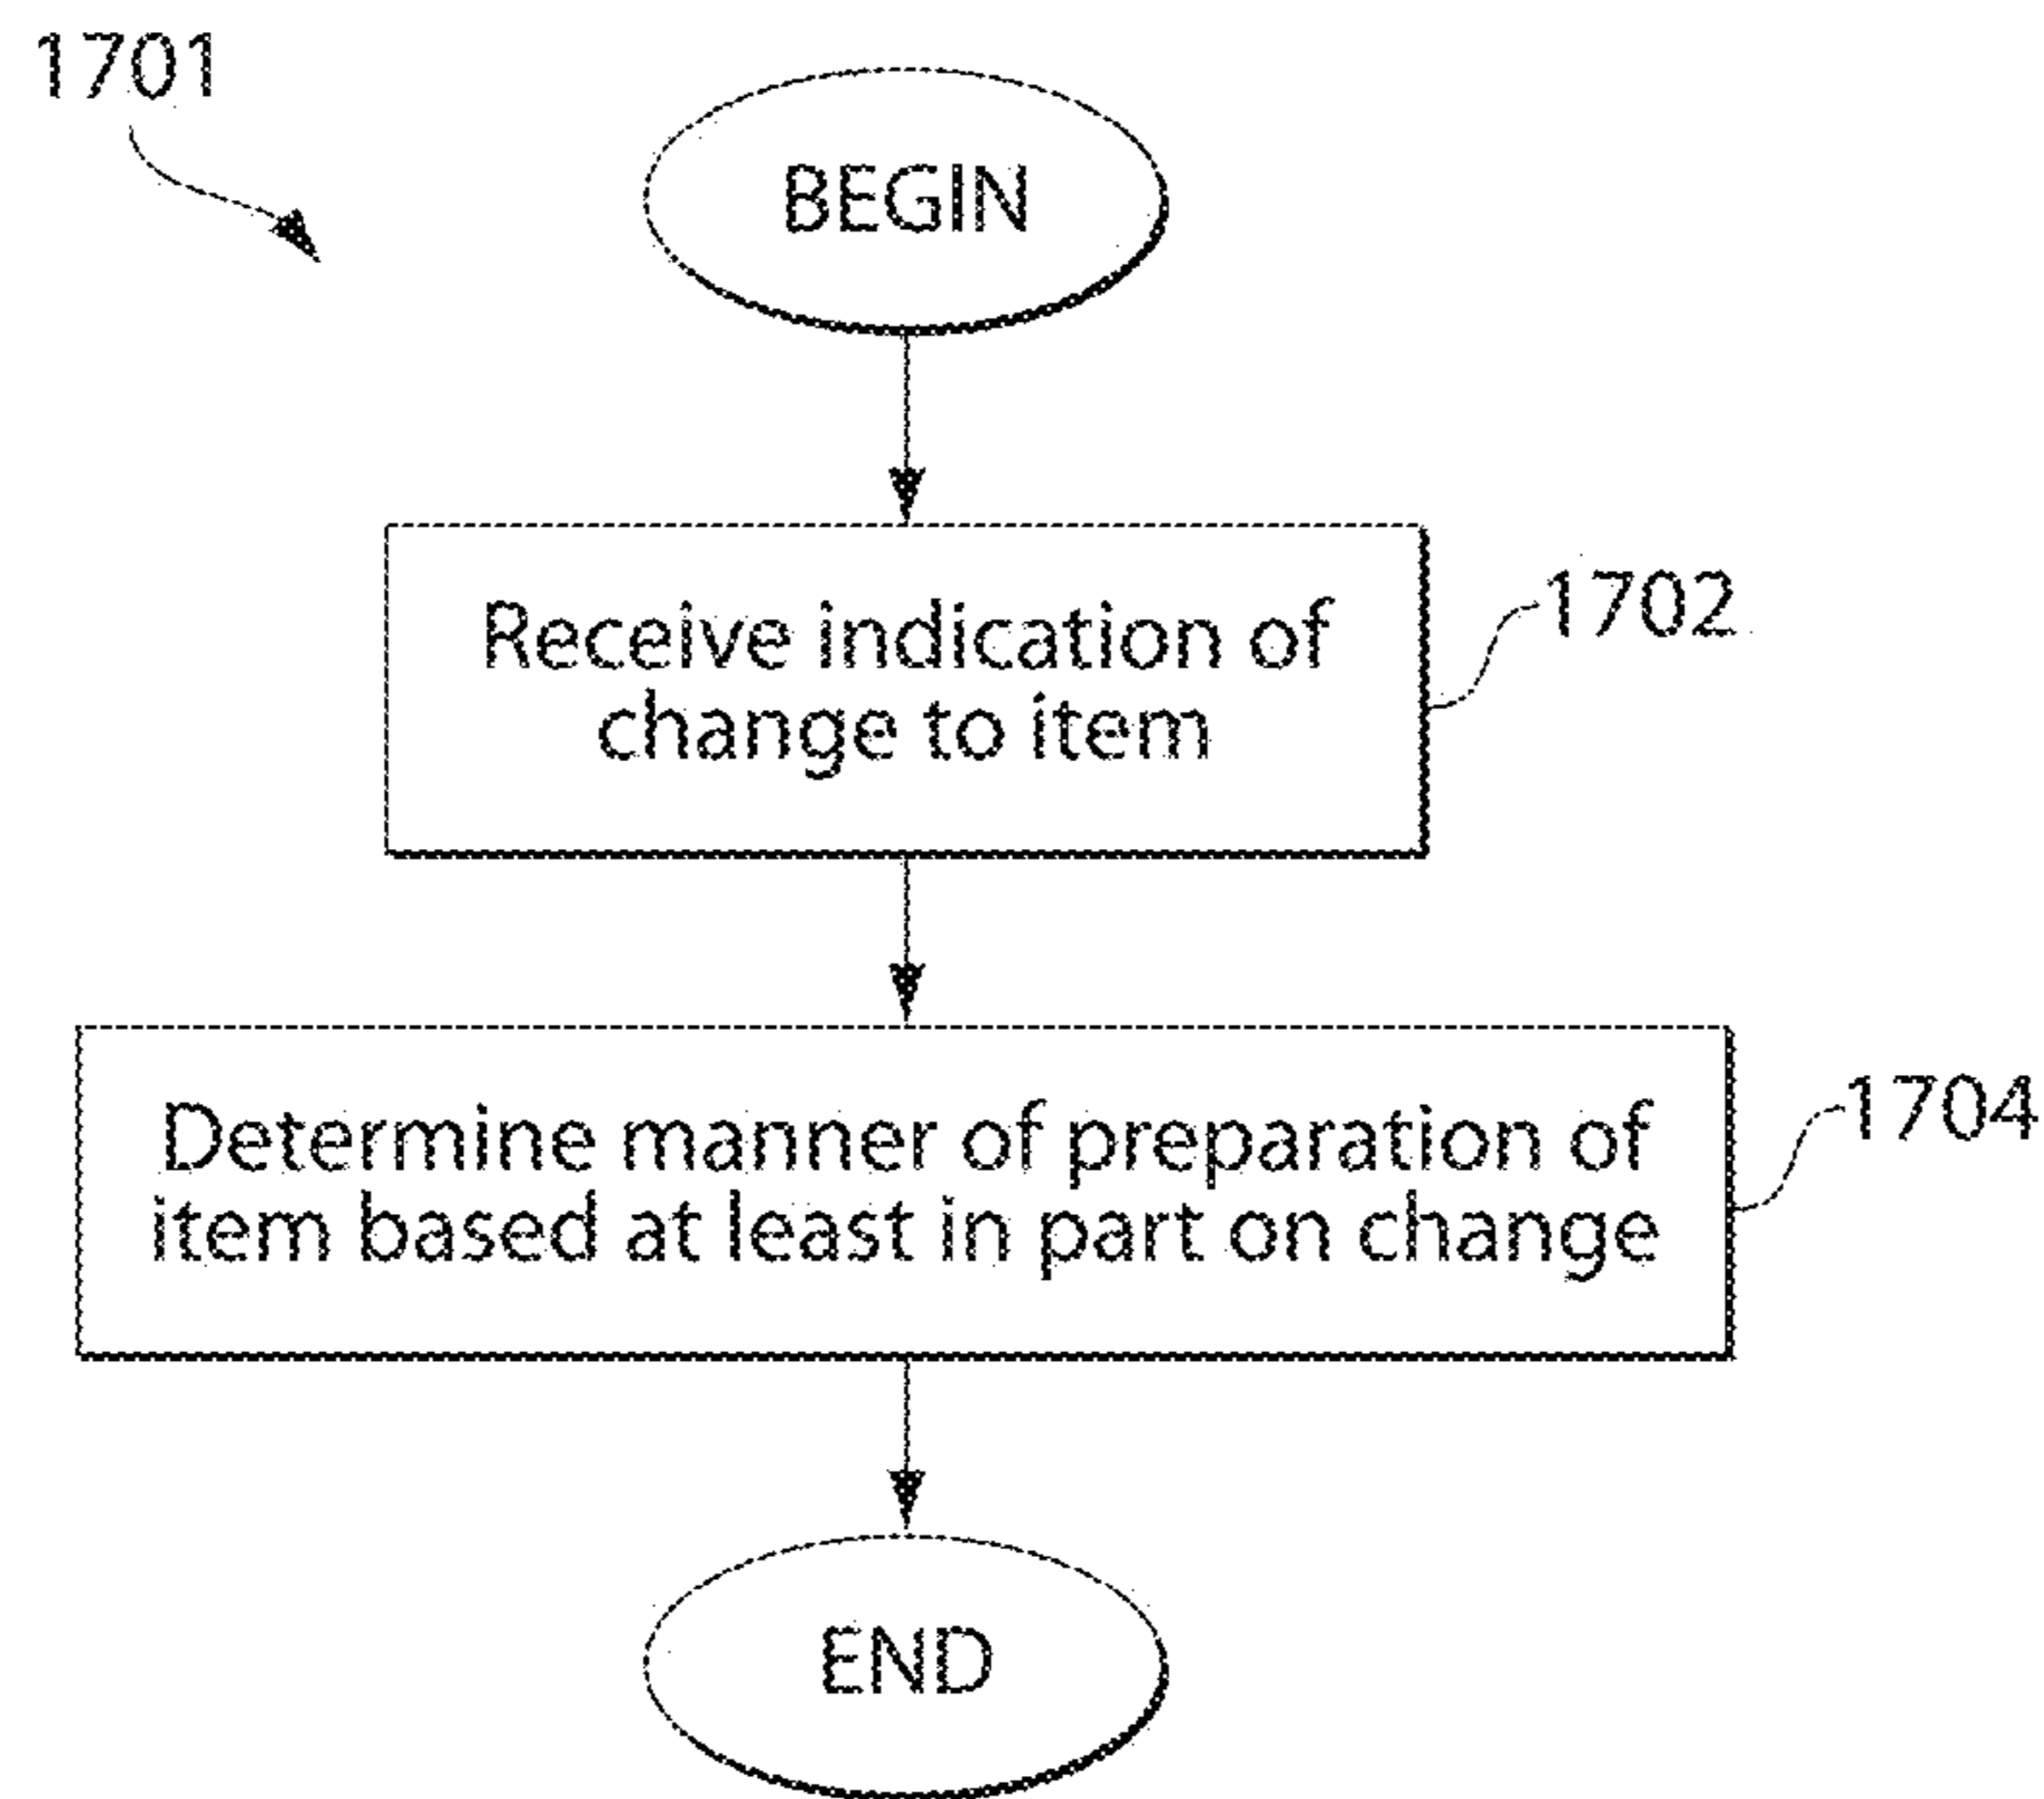 1701
BEGIN
Receive indication of
change to item
1702
Determine manner of preparation of
item based at least in part on change
1704
END